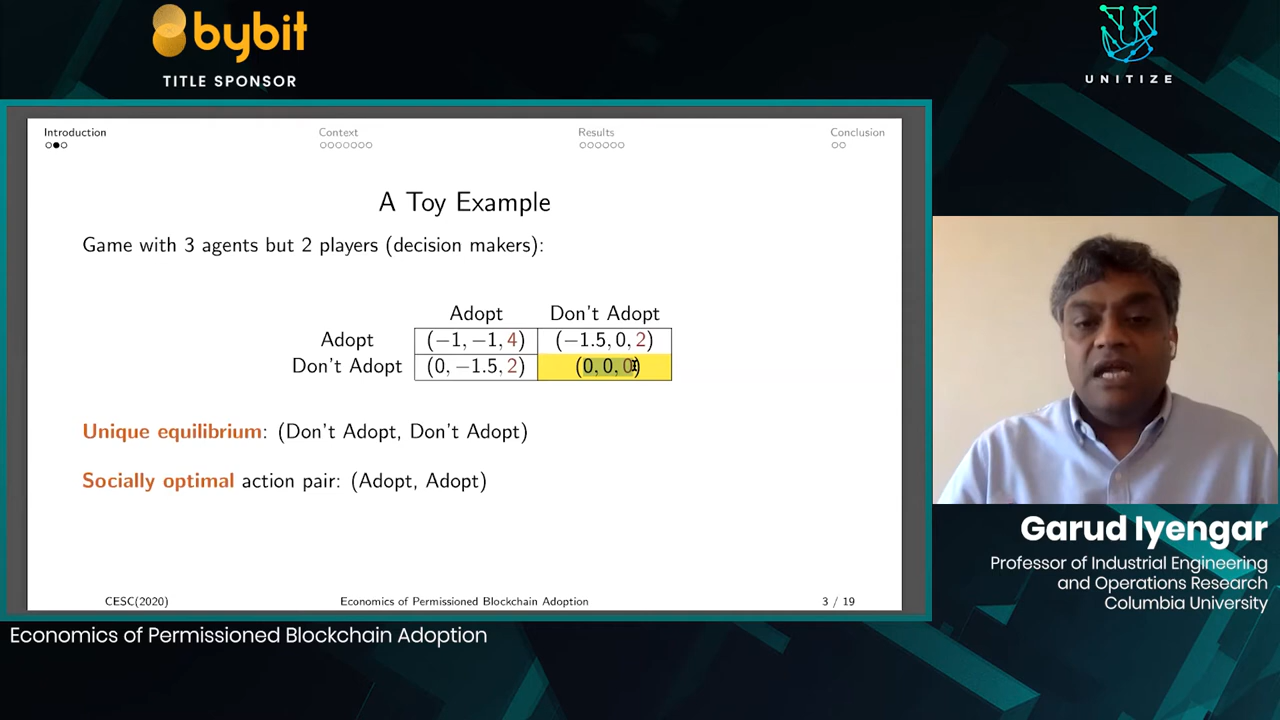 bybit
TITLE SPONSOR
UNITIZE
Introduction
Context
Results
Conclusion
A Toy Example
Game with 3 agents but 2 players (decision makers):
Adopt Don't Adopt
Adopt (−1, −1, 4) (−1.5, 0, 2)
Don't Adopt (0, −1.5, 2) (0, 0, 0)
Unique equilibrium: (Don't Adopt, Don't Adopt)
Socially optimal action pair: (Adopt, Adopt)
CESC(2020) Economics of Permissioned Blockchain Adoption 3 / 19
Garud Iyengar
Professor of Industrial Engineering
and Operations Research
Columbia University
Economics of Permissioned Blockchain Adoption